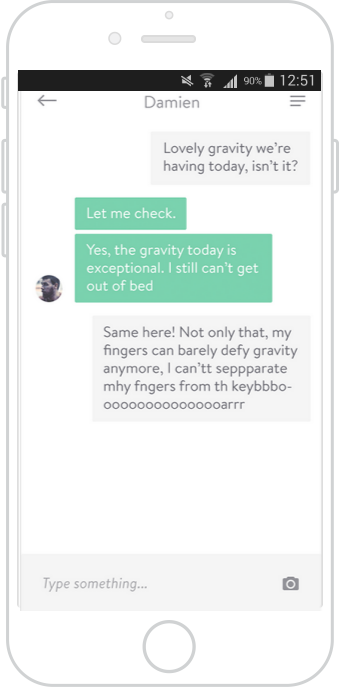 90% 12:51
Damien
Lovely gravity we're
having today, isn't it?
Let me check.
Yes, the gravity today is
exceptional. I still can't get
out of bed
Same here! Not only that, my
fingers can barely defy gravity
anymore, I can'tt seppparate
mhy fngers from th keybbbo-
ooooooooooooooarrr
Type something...